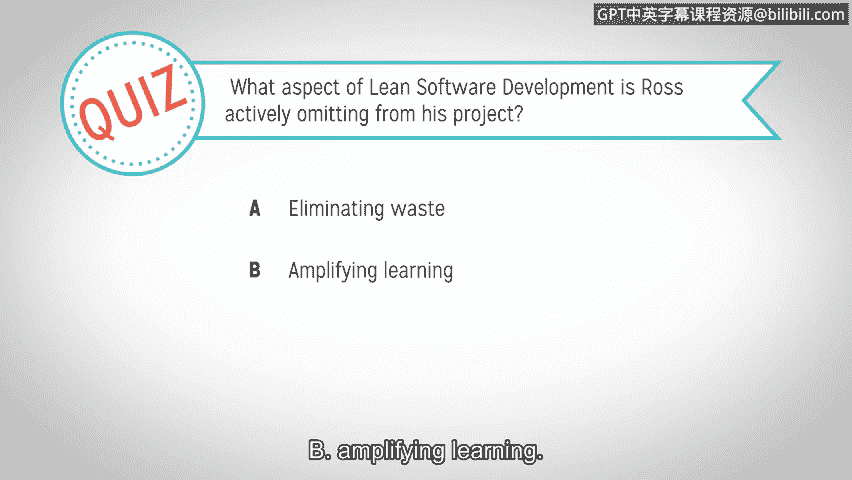 GPT中英字幕课程资源@bilibili.com
QUIZ
What aspect of Lean Software Development is Ross
actively omitting from his project?
A Eliminating waste
B Amplifying learning
B. amplifying learning.